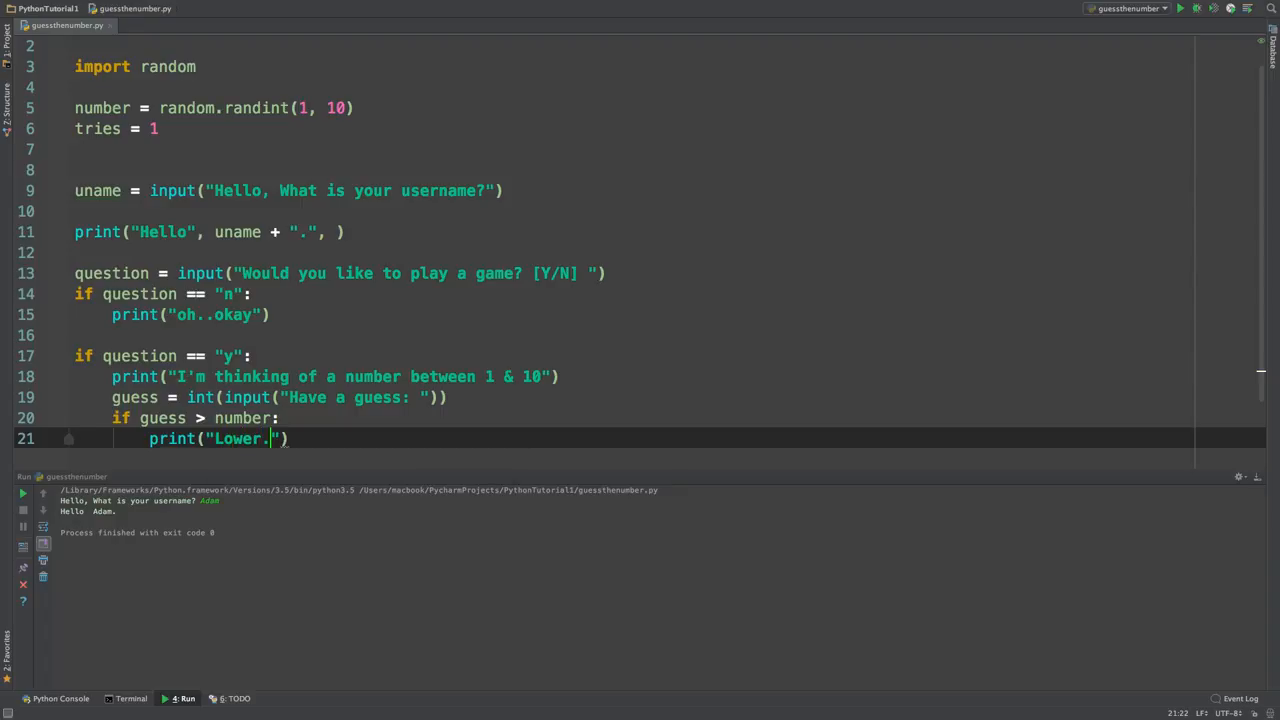 PythonTutorial1 guessthenumber.py guessthenumber
guessthenumber.py
1: Project
Z: Structure
2: Favorites
Database
2
3 import random
4
5 number = random.randint(1, 10)
6 tries = 1
7
8
9 uname = input("Hello, What is your username?")
10
11 print("Hello", uname + ".", )
12
13 question = input("Would you like to play a game? [Y/N] ")
14 if question == "n":
15 print("oh..okay")
16
17 if question == "y":
18 print("I'm thinking of a number between 1 & 10")
19 guess = int(input("Have a guess: "))
20 if guess > number:
21 print("Lower.")
Run guessthenumber
/Library/Frameworks/Python.framework/Versions/3.5/bin/python3.5 /Users/macbook/PycharmProjects/PythonTutorial1/guessthenumber.py
Hello, What is your username? Adam
Hello  Adam.
Process finished with exit code 0
Python Console Terminal 4: Run 6: TODO Event Log
21:22 LF÷ UTF-8÷